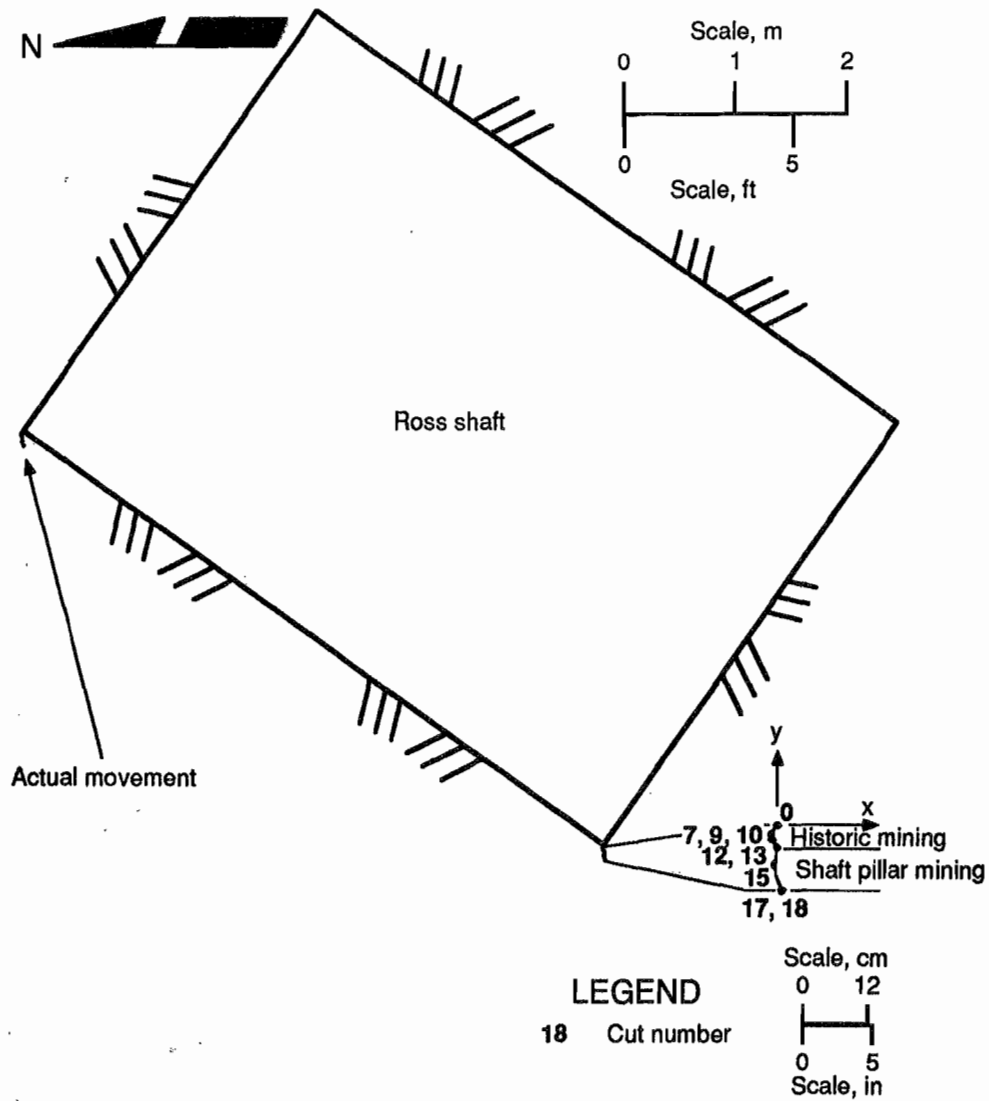 N
Scale, m
0 1 2
0 5
Scale, ft
Ross shaft
Actual movement
y
0
x
7, 9, 10
Historic mining
12, 13
Shaft pillar mining
15
17, 18
LEGEND
18 Cut number
Scale, cm
0 12
0 5
Scale, in